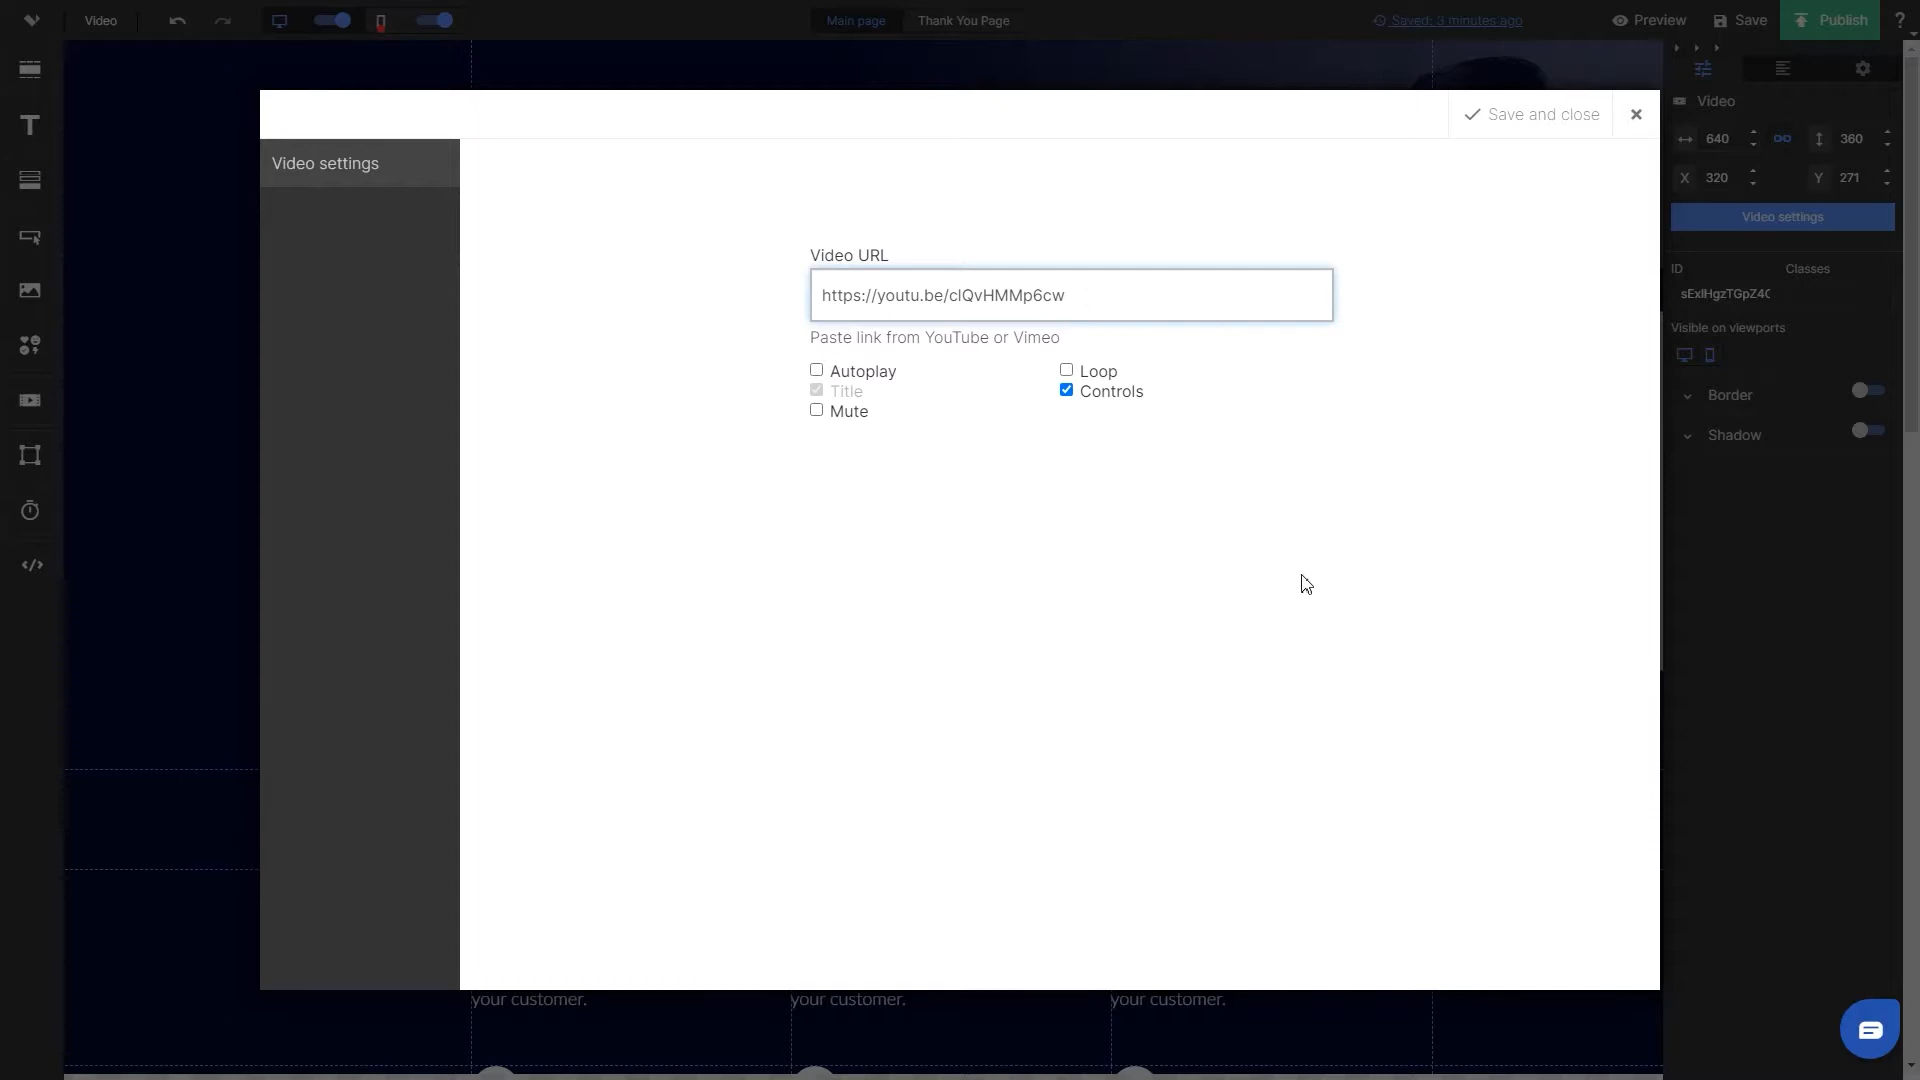 Video
Main page
Thank You Page
Saved: 3 minutes ago
Preview
Save
Publish
?
Save and close
Video settings
Video URL
https://youtu.be/clQvHMMp6cw
Paste link from YouTube or Vimeo
Autoplay
Loop
Title
Controls
Mute
Video
640
360
X 320
Y 271
Video settings
ID
Classes
sExlHgzTGpZ4C
Visible on viewports
Border
Shadow
your customer.
your customer.
your customer.